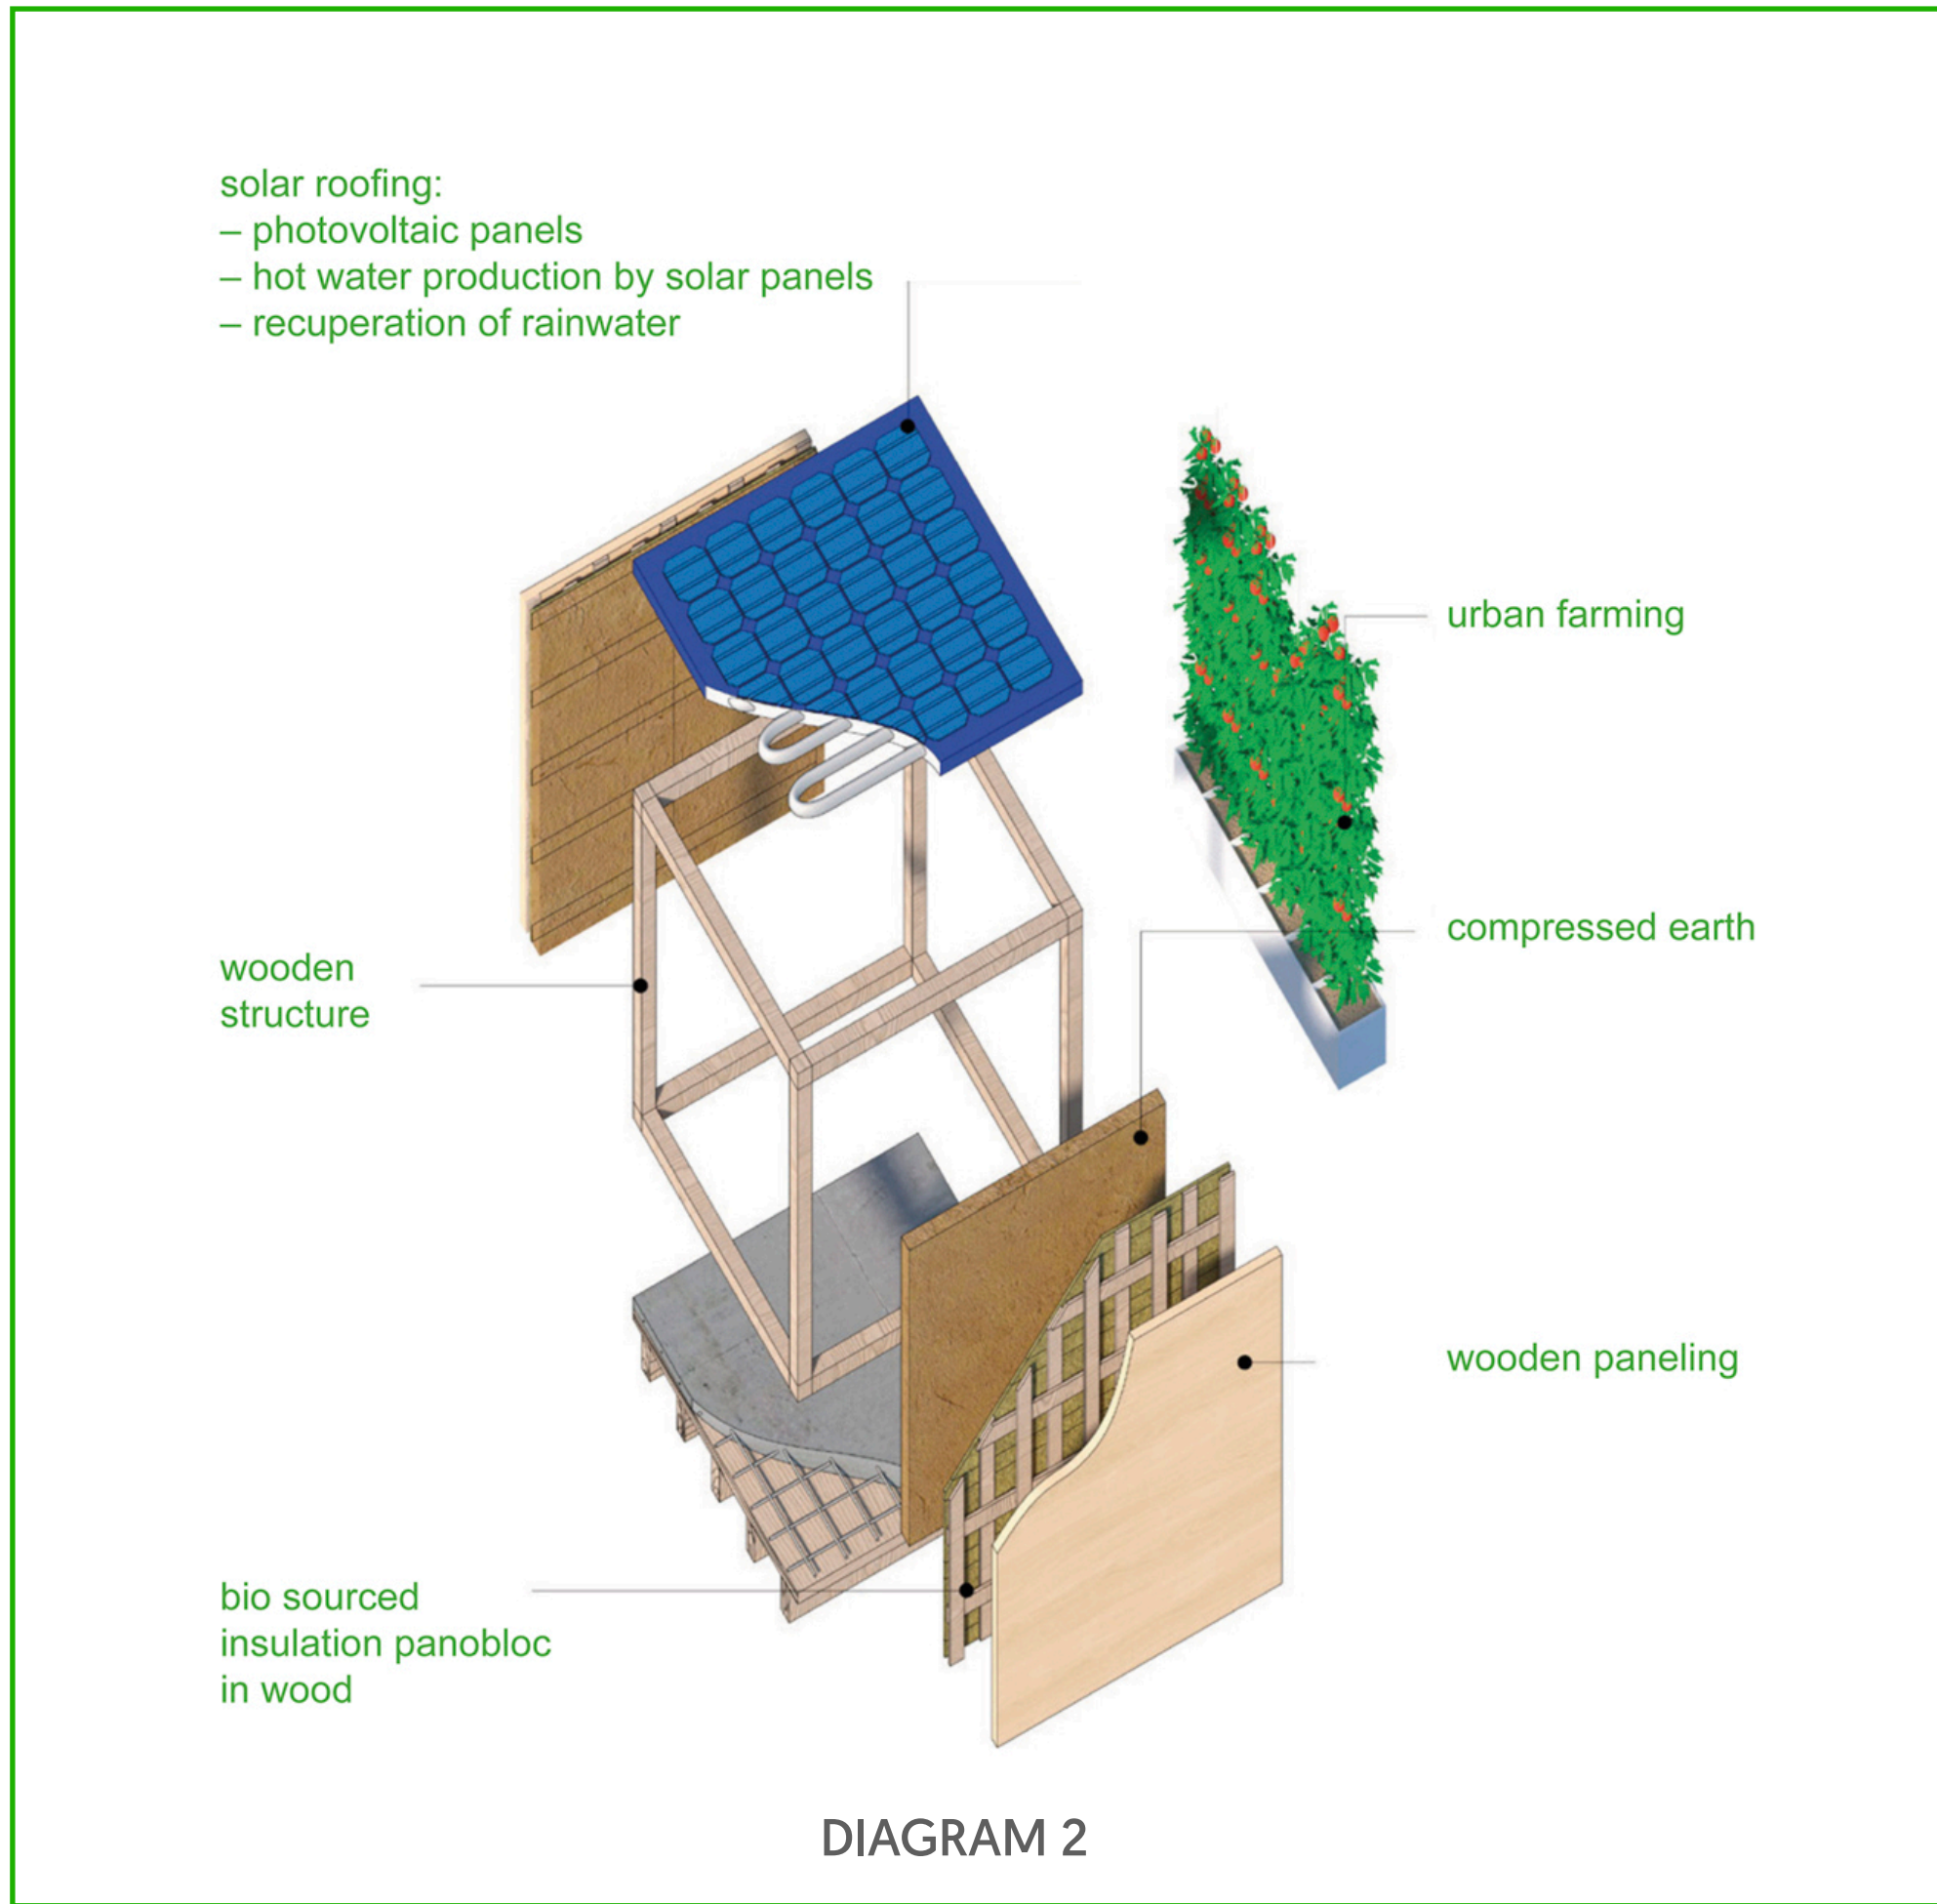 solar roofing:
– photovoltaic panels
– hot water production by solar panels
– recuperation of rainwater
urban farming
compressed earth
wooden
structure
wooden paneling
bio sourced
insulation panobloc
in wood
DIAGRAM 2